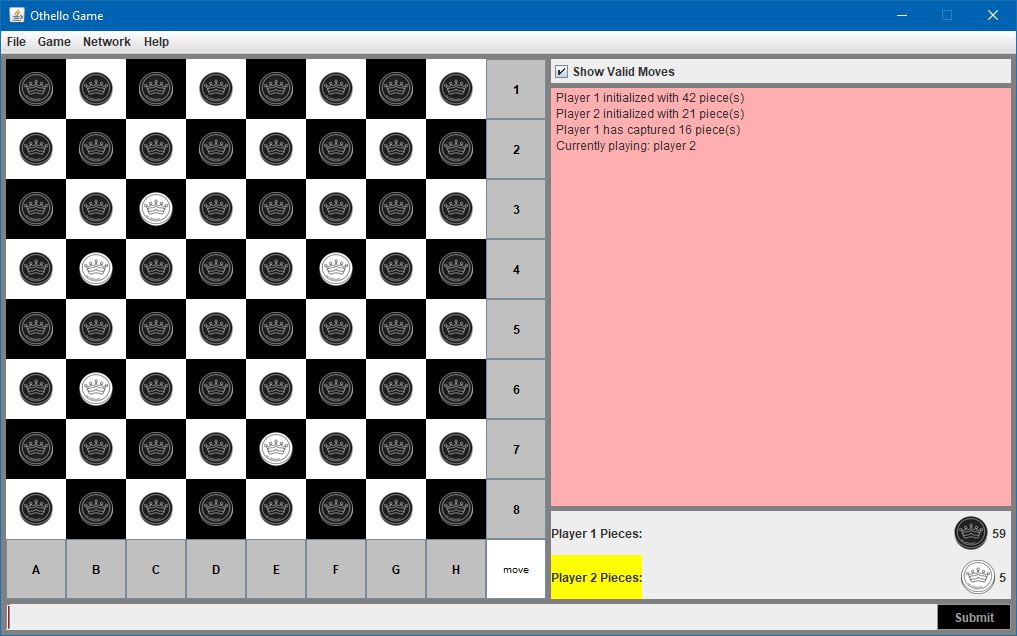 Othello Game
File Game Network Help
1
2
3
4
5
6
7
8
A B C D E F G H move
Show Valid Moves
Player 1 initialized with 42 piece(s)
Player 2 initialized with 21 piece(s)
Player 1 has captured 16 piece(s)
Currently playing: player 2
Player 1 Pieces: 59
Player 2 Pieces: 5
Submit